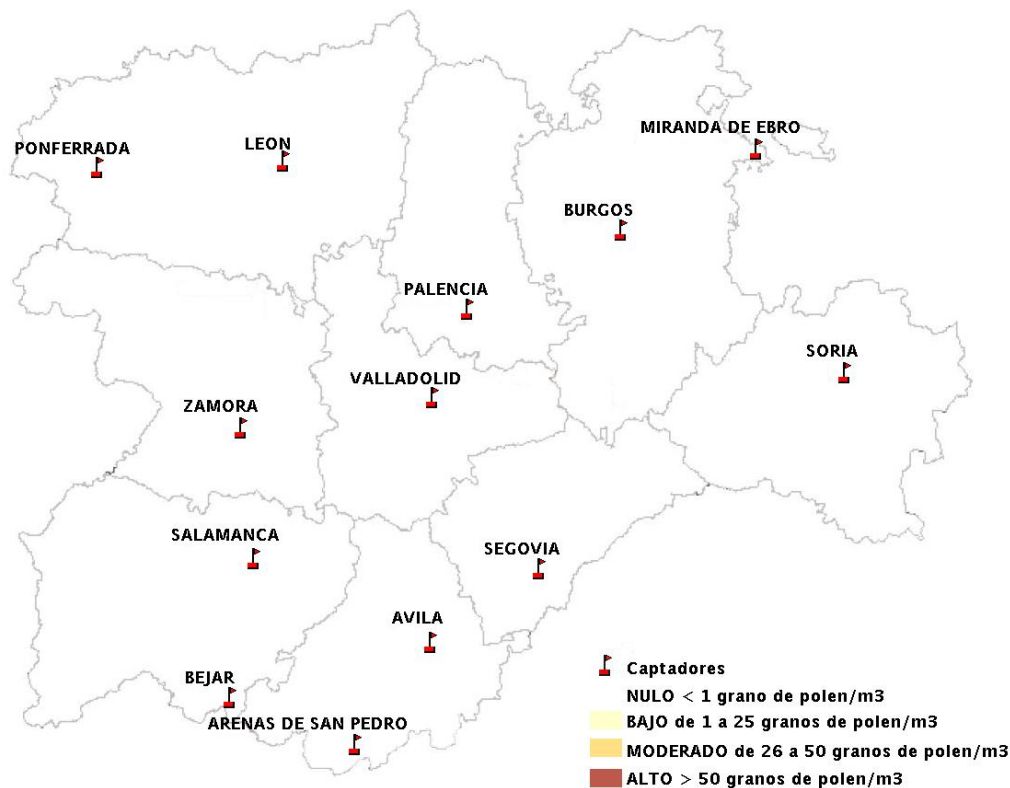 MIRANDA DE EBRO
PONFERRADA
LEON
BURGOS
PALENCIA
SORIA
VALLADOLID
ZAMORA
SALAMANCA
SEGOVIA
AVILA
BEJAR
ARENAS DE SAN PEDRO
Captadores
NULO < 1 grano de polen/m3
BAJO de 1 a 25 granos de polen/m3
MODERADO de 26 a 50 granos de polen/m3
ALTO > 50 granos de polen/m3